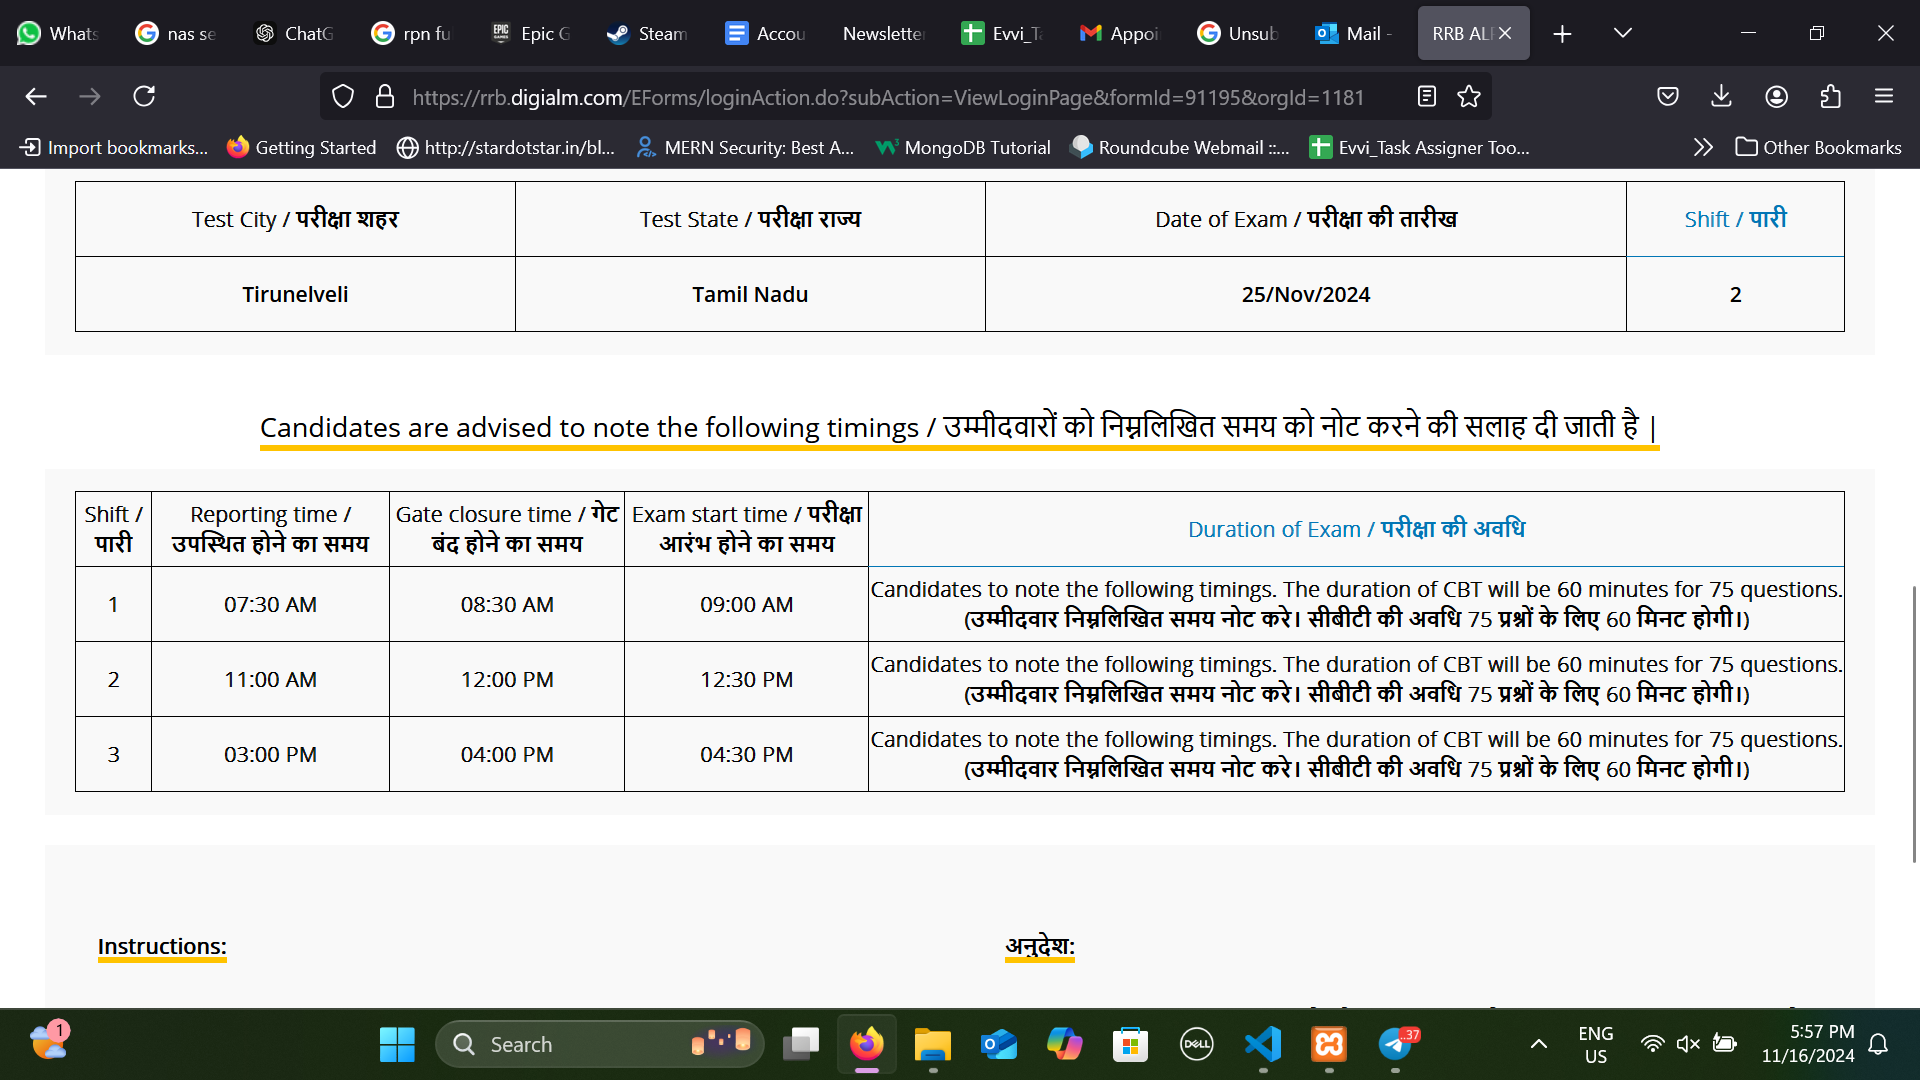 Whats
nas se
ChatG
rpn fu
Epic G
Steam
Accou
Newslette
Evvi_Ta
Appoi
Unsub
Mail -
RRB ALP
https://rrb.digialm.com/EForms/loginAction.do?subAction=ViewLoginPage&formId=91195&orgId=1181
Import bookmarks...
Getting Started
http://stardotstar.in/bl...
MERN Security: Best A...
MongoDB Tutorial
Roundcube Webmail ::...
Evvi_Task Assigner Too...
Other Bookmarks
Test City / परीक्षा शहर
Test State / परीक्षा राज्य
Date of Exam / परीक्षा की तारीख
Shift / पारी
Tirunelveli
Tamil Nadu
25/Nov/2024
2
Candidates are advised to note the following timings / उम्मीदवारों को निम्नलिखित समय को नोट करने की सलाह दी जाती है |
Shift /
पारी
Reporting time /
उपस्थित होने का समय
Gate closure time / गेट
बंद होने का समय
Exam start time / परीक्षा
आरंभ होने का समय
Duration of Exam / परीक्षा की अवधि
1
07:30 AM
08:30 AM
09:00 AM
Candidates to note the following timings. The duration of CBT will be 60 minutes for 75 questions.
(उम्मीदवार निम्नलिखित समय नोट करे। सीबीटी की अवधि 75 प्रश्नों के लिए 60 मिनट होगी।)
2
11:00 AM
12:00 PM
12:30 PM
Candidates to note the following timings. The duration of CBT will be 60 minutes for 75 questions.
(उम्मीदवार निम्नलिखित समय नोट करे। सीबीटी की अवधि 75 प्रश्नों के लिए 60 मिनट होगी।)
3
03:00 PM
04:00 PM
04:30 PM
Candidates to note the following timings. The duration of CBT will be 60 minutes for 75 questions.
(उम्मीदवार निम्नलिखित समय नोट करे। सीबीटी की अवधि 75 प्रश्नों के लिए 60 मिनट होगी।)
Instructions:
अनुदेश:
1
Search
DELL
37
ENG
US
5:57 PM
11/16/2024